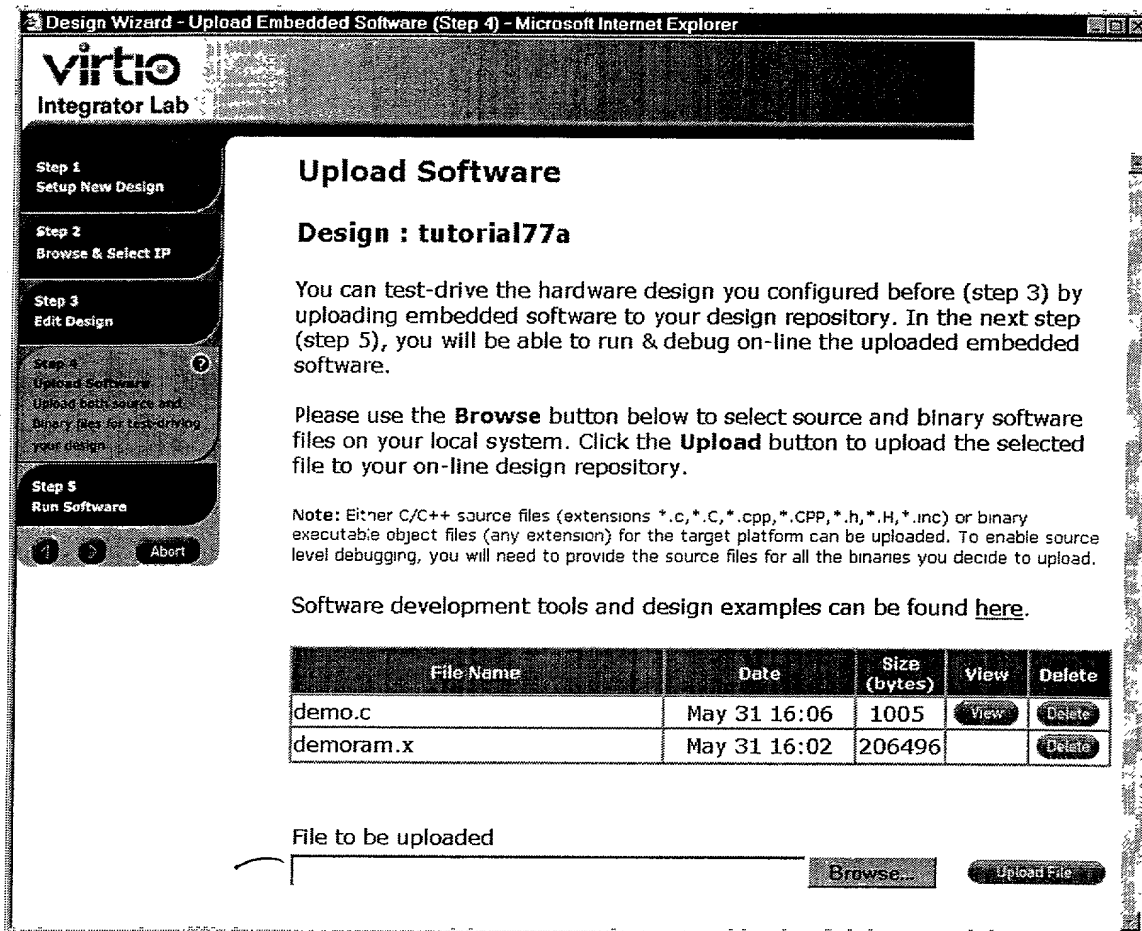 Design Wizard - Upload Embedded Software (Step 4) - Microsoft Internet Explorer
virtio
Integrator Lab
Step 1
Setup New Design
Step 2
Browse & Select IP
Step 3
Edit Design
Step 4
Upload Software
Upload both source and
Binary files for test-driving
your design
Step 5
Run Software
Abort
Upload Software
Design : tutorial77a
You can test-drive the hardware design you configured before (step 3) by
uploading embedded software to your design repository. In the next step
(step 5), you will be able to run & debug on-line the uploaded embedded
software.
Please use the Browse button below to select source and binary software
files on your local system. Click the Upload button to upload the selected
file to your on-line design repository.
Note: Either C/C++ source files (extensions *.c,*.C,*.cpp,*.CPP,*.h,*.H,*.inc) or binary
executable object files (any extension) for the target platform can be uploaded. To enable source
level debugging, you will need to provide the source files for all the binaries you decide to upload.
Software development tools and design examples can be found here.
File Name Date Size (bytes) View Delete
demo.c May 31 16:06 1005 View Delete
demoram.x May 31 16:02 206496 Delete
File to be uploaded
Browse... Upload File